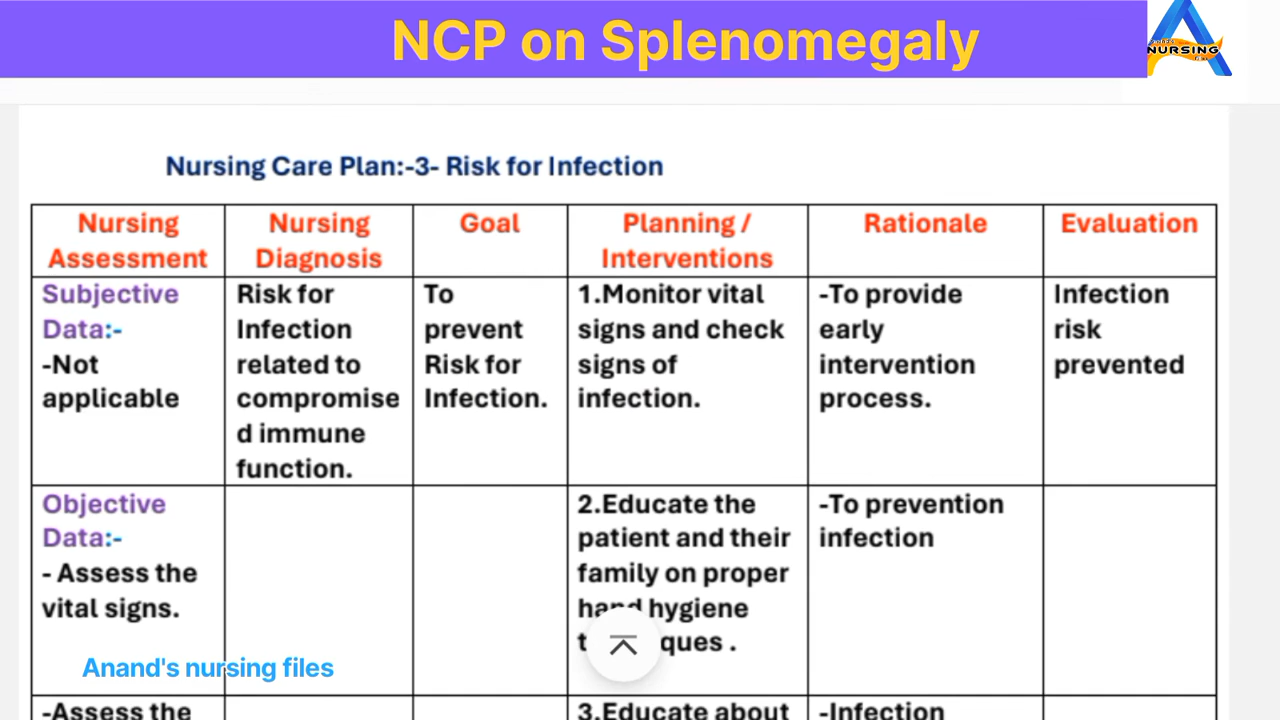 NCP on Splenomegaly
NURSING
Nursing Care Plan:-3- Risk for Infection
Nursing
Assessment
Nursing
Diagnosis
Goal
Planning /
Interventions
Rationale
Evaluation
Subjective
Data:-
-Not
applicable
Risk for
Infection
related to
compromise
d immune
function.
To
prevent
Risk for
Infection.
1.Monitor vital
signs and check
signs of
infection.
-To provide
early
intervention
process.
Infection
risk
prevented
Objective
Data:-
- Assess the
vital signs.
2.Educate the
patient and their
family on proper
hand hygiene
-To prevention
infection
Anand's nursing files
-Assess the
3.Educate about
-Infection